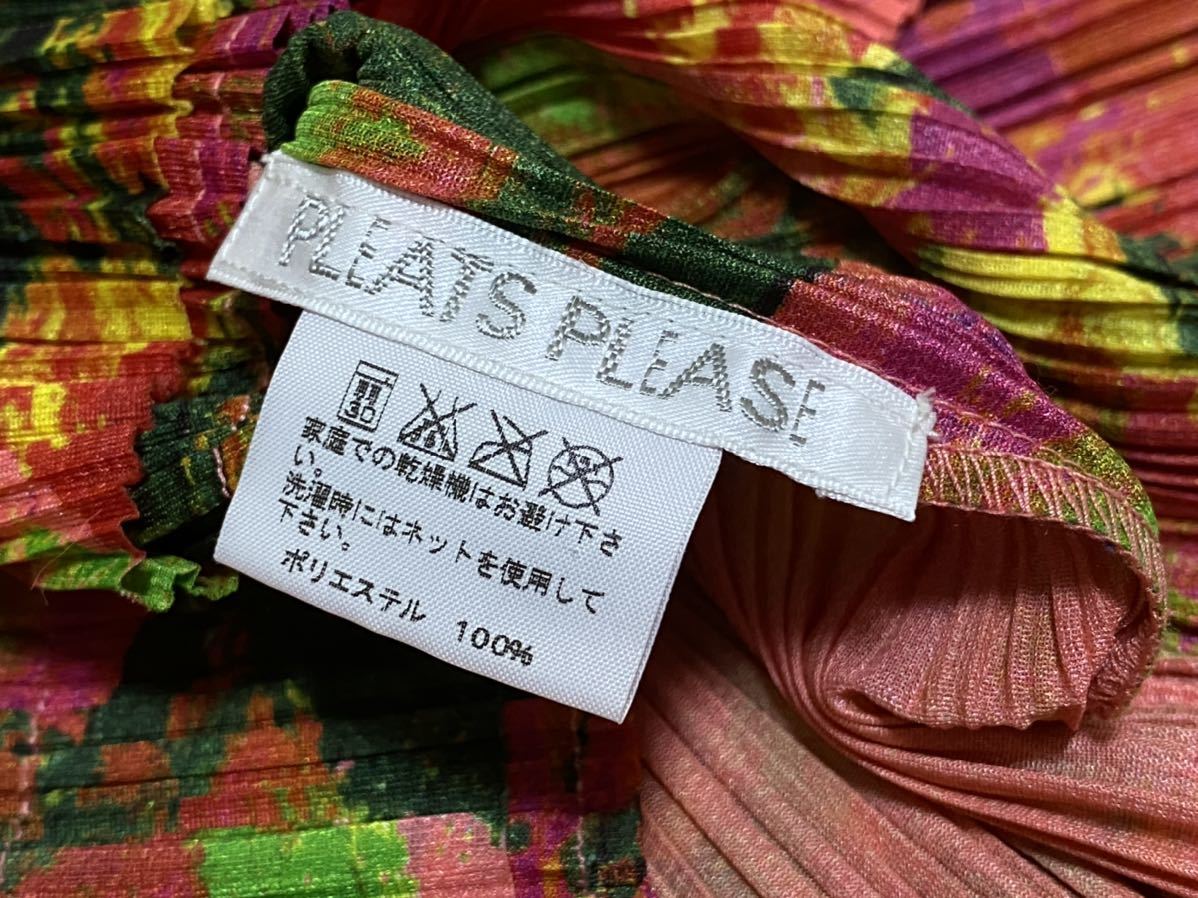 PLEATS PLEASE
家庭での乾燥機はお避け下さ
い。
洗濯時にはネットを使用して
下さい。
ポリエステル 100%